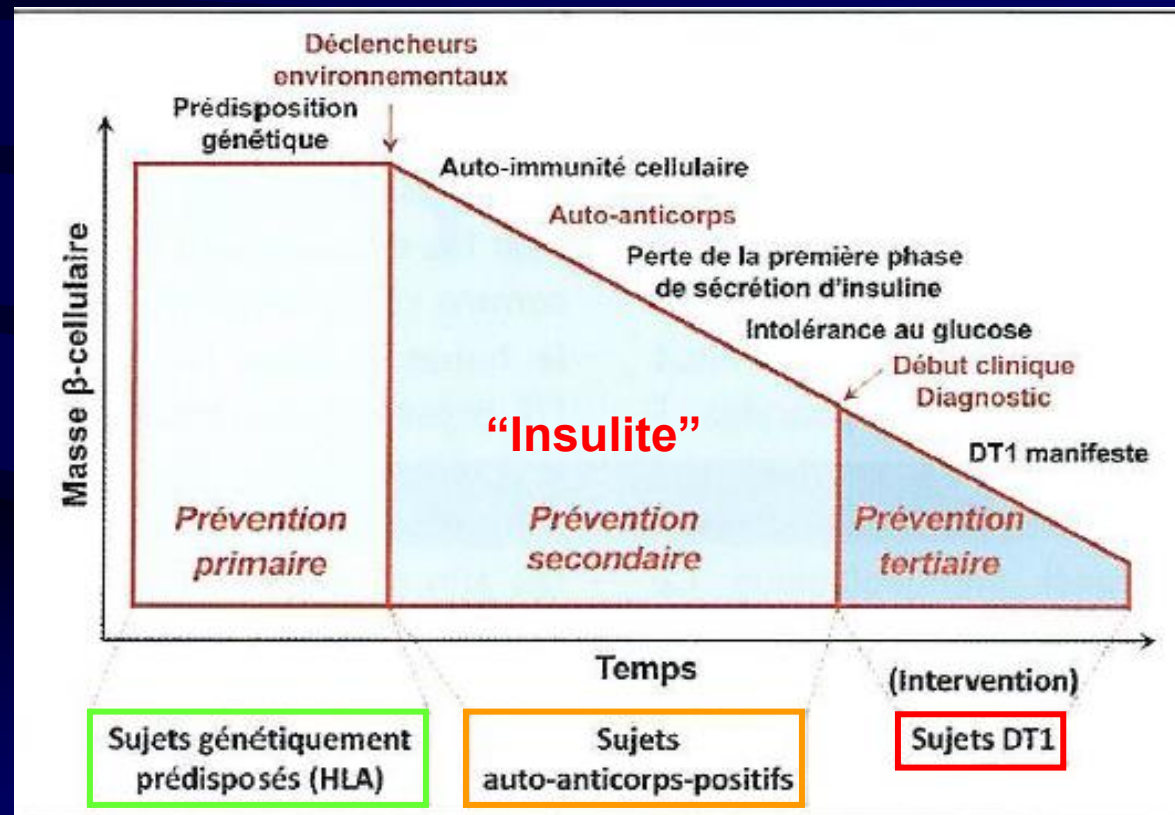 Déclencheurs
environnementaux
Prédisposition
génétique
Auto-immunité cellulaire
Auto-anticorps
Perte de la première phase
de sécrétion d'insuline
Intolérance au glucose
Début clinique
Diagnostic
DT1 manifeste
Masse β-cellulaire
“Insulite”
Prévention
primaire
Prévention
secondaire
Prévention
tertiaire
Temps
(Intervention)
Sujets génétiquement
prédisposés (HLA)
Sujets
auto-anticorps-positifs
Sujets DT1